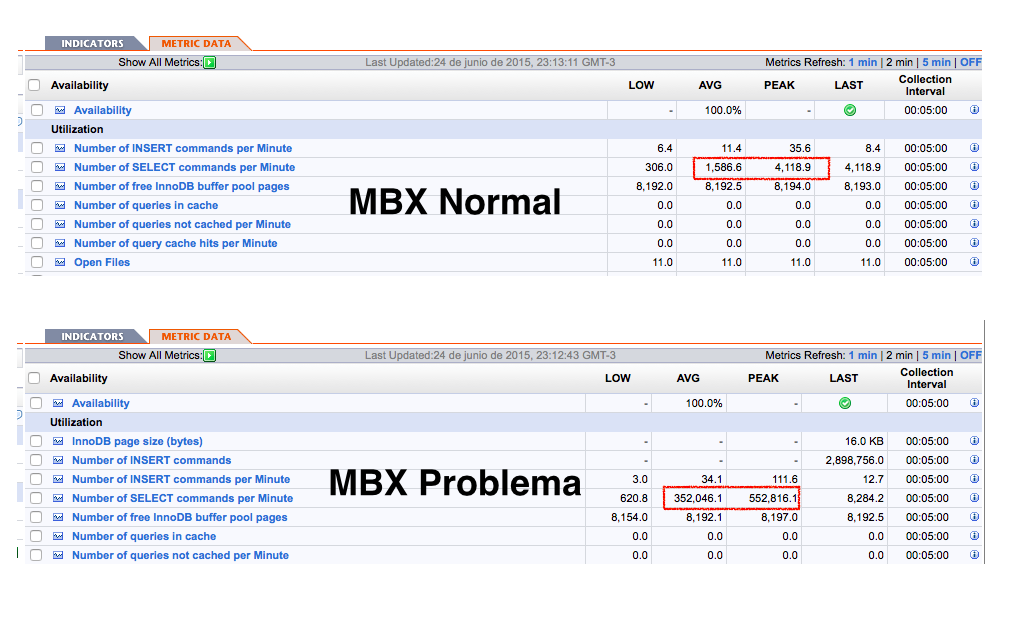 INDICATORS METRIC DATA
Show All Metrics: Last Updated:24 de junio de 2015, 23:13:11 GMT-3 Metrics Refresh: 1 min | 2 min | 5 min | OFF
Availability LOW AVG PEAK LAST Collection Interval
Availability - 100.0% - 00:05:00
Utilization
Number of INSERT commands per Minute 6.4 11.4 35.6 8.4 00:05:00
Number of SELECT commands per Minute 306.0 1,586.6 4,118.9 4,118.9 00:05:00
Number of free InnoDB buffer pool pages 8,192.0 8,192.5 8,194.0 8,193.0 00:05:00
MBX Normal
Number of queries in cache 0.0 0.0 0.0 0.0 00:05:00
Number of queries not cached per Minute 0.0 0.0 0.0 0.0 00:05:00
Number of query cache hits per Minute 0.0 0.0 0.0 0.0 00:05:00
Open Files 11.0 11.0 11.0 11.0 00:05:00
INDICATORS METRIC DATA
Show All Metrics: Last Updated:24 de junio de 2015, 23:12:43 GMT-3 Metrics Refresh: 1 min | 2 min | 5 min | OFF
Availability LOW AVG PEAK LAST Collection Interval
Availability - 100.0% - 00:05:00
Utilization
InnoDB page size (bytes) - - - 16.0 KB 00:05:00
Number of INSERT commands - - - 2,898,756.0 00:05:00
Number of INSERT commands per Minute 3.0 34.1 111.6 12.7 00:05:00
MBX Problema
Number of SELECT commands per Minute 620.8 352,046.1 552,816.1 8,284.2 00:05:00
Number of free InnoDB buffer pool pages 8,154.0 8,192.1 8,197.0 8,192.5 00:05:00
Number of queries in cache 0.0 0.0 0.0 0.0 00:05:00
Number of queries not cached per Minute 0.0 0.0 0.0 0.0 00:05:00